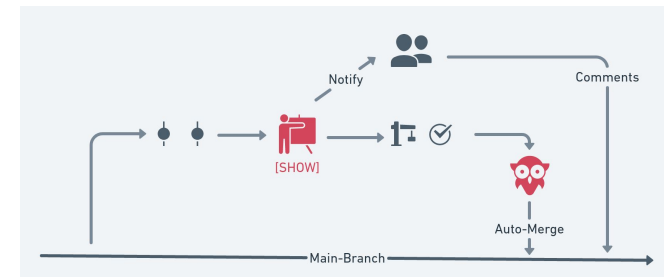 Notify
Comments
[SHOW]
Auto-Merge
Main-Branch